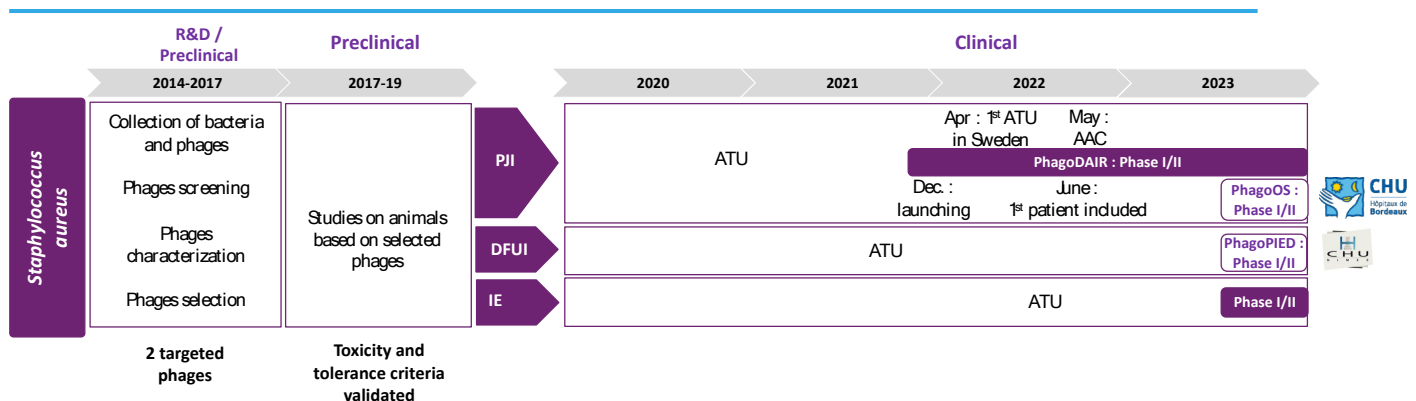 R&D /
Preclinical
Preclinical
Clinical
2014-2017
2017-19
2020
2021
2022
2023
Staphylococcus
aureus
Collection of bacteria
and phages
Phages screening
Phages
characterization
Phages selection
Studies on animals
based on selected
phages
PJI
ATU
Apr : 1st ATU
in Sweden
May :
AAC
PhagoDAIR : Phase I/II
Dec. :
launching
June :
1st patient included
PhagoOS :
Phase I/II
CHU
Hôpitaux de
Bordeaux
DFUI
ATU
PhagoPIED :
Phase I/II
CHU
IE
ATU
Phase I/II
2 targeted
phages
Toxicity and
tolerance criteria
validated